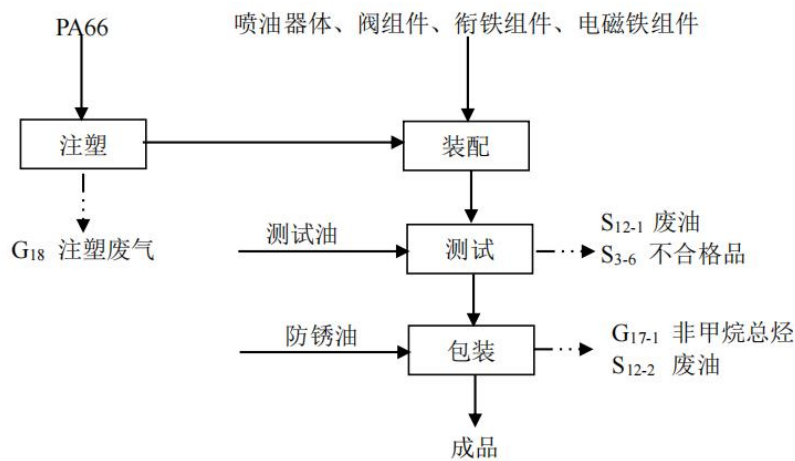 PA66
喷油器体、阀组件、衔铁组件、电磁铁组件
注塑
装配
G18 注塑废气
测试油
测试
S12-1 废油
S3-6 不合格品
防锈油
包装
G17-1 非甲烷总烃
S12-2 废油
成品